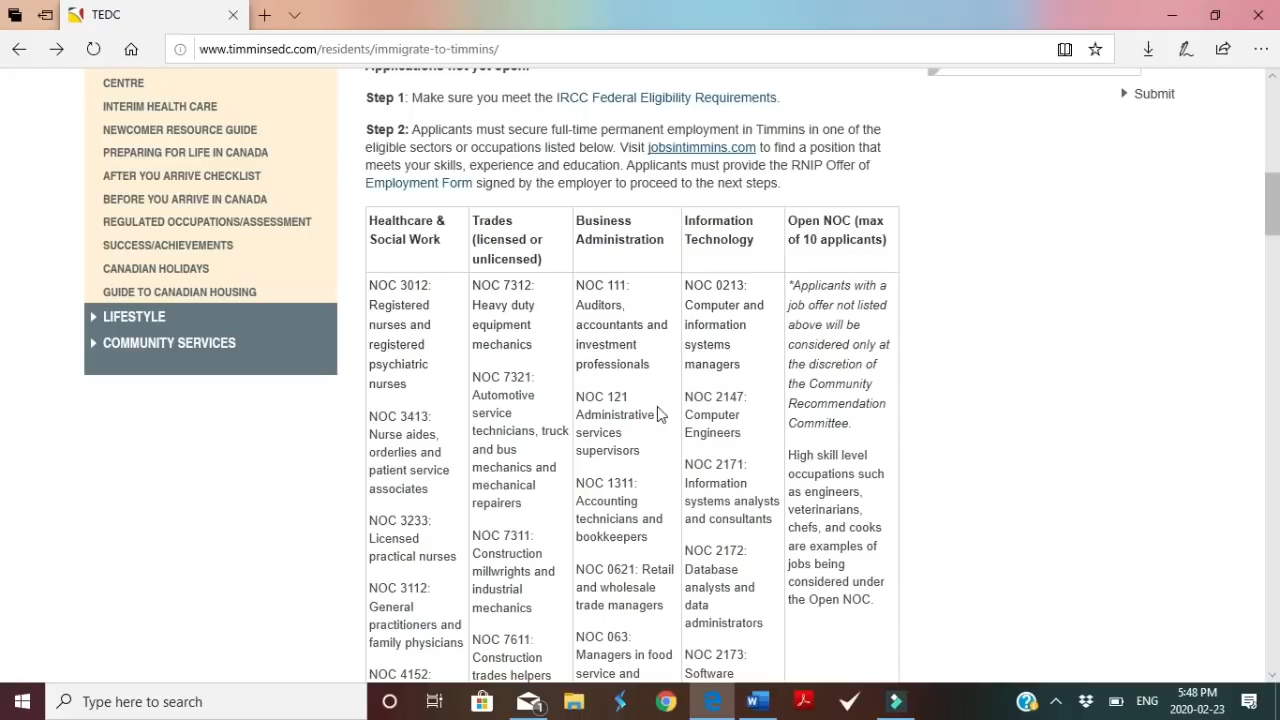 TEDC
www.timminsedc.com/residents/immigrate-to-timmins/
CENTRE
INTERIM HEALTH CARE
NEWCOMER RESOURCE GUIDE
PREPARING FOR LIFE IN CANADA
AFTER YOU ARRIVE CHECKLIST
BEFORE YOU ARRIVE IN CANADA
REGULATED OCCUPATIONS/ASSESSMENT
SUCCESS/ACHIEVEMENTS
CANADIAN HOLIDAYS
GUIDE TO CANADIAN HOUSING
LIFESTYLE
COMMUNITY SERVICES
Applications not yet open.
Step 1: Make sure you meet the IRCC Federal Eligibility Requirements.
Step 2: Applicants must secure full-time permanent employment in Timmins in one of the
eligible sectors or occupations listed below. Visit jobsintimmins.com to find a position that
meets your skills, experience and education. Applicants must provide the RNIP Offer of
Employment Form signed by the employer to proceed to the next steps.
Healthcare &
Social Work
NOC 3012:
Registered
nurses and
registered
psychiatric
nurses
NOC 3413:
Nurse aides,
orderlies and
patient service
associates
NOC 3233:
Licensed
practical nurses
NOC 3112:
General
practitioners and
family physicians
NOC 4152:
Trades
(licensed or
unlicensed)
NOC 7312:
Heavy duty
equipment
mechanics
NOC 7321:
Automotive
service
technicians, truck
and bus
mechanics and
mechanical
repairers
NOC 7311:
Construction
millwrights and
industrial
mechanics
NOC 7611:
Construction
trades helpers
Business
Administration
NOC 111:
Auditors,
accountants and
investment
professionals
NOC 121
Administrative
services
supervisors
NOC 1311:
Accounting
technicians and
bookkeepers
NOC 0621: Retail
and wholesale
trade managers
NOC 063:
Managers in food
service and
Information
Technology
NOC 0213:
Computer and
information
systems
managers
NOC 2147:
Computer
Engineers
NOC 2171:
Information
systems analysts
and consultants
NOC 2172:
Database
analysts and
data
administrators
NOC 2173:
Software
Open NOC (max
of 10 applicants)
*Applicants with a
job offer not listed
above will be
considered only at
the discretion of
the Community
Recommendation
Committee.
High skill level
occupations such
as engineers,
veterinarians,
chefs, and cooks
are examples of
jobs being
considered under
the Open NOC.
Submit
Type here to search
1
ENG
5:48 PM
2020-02-23